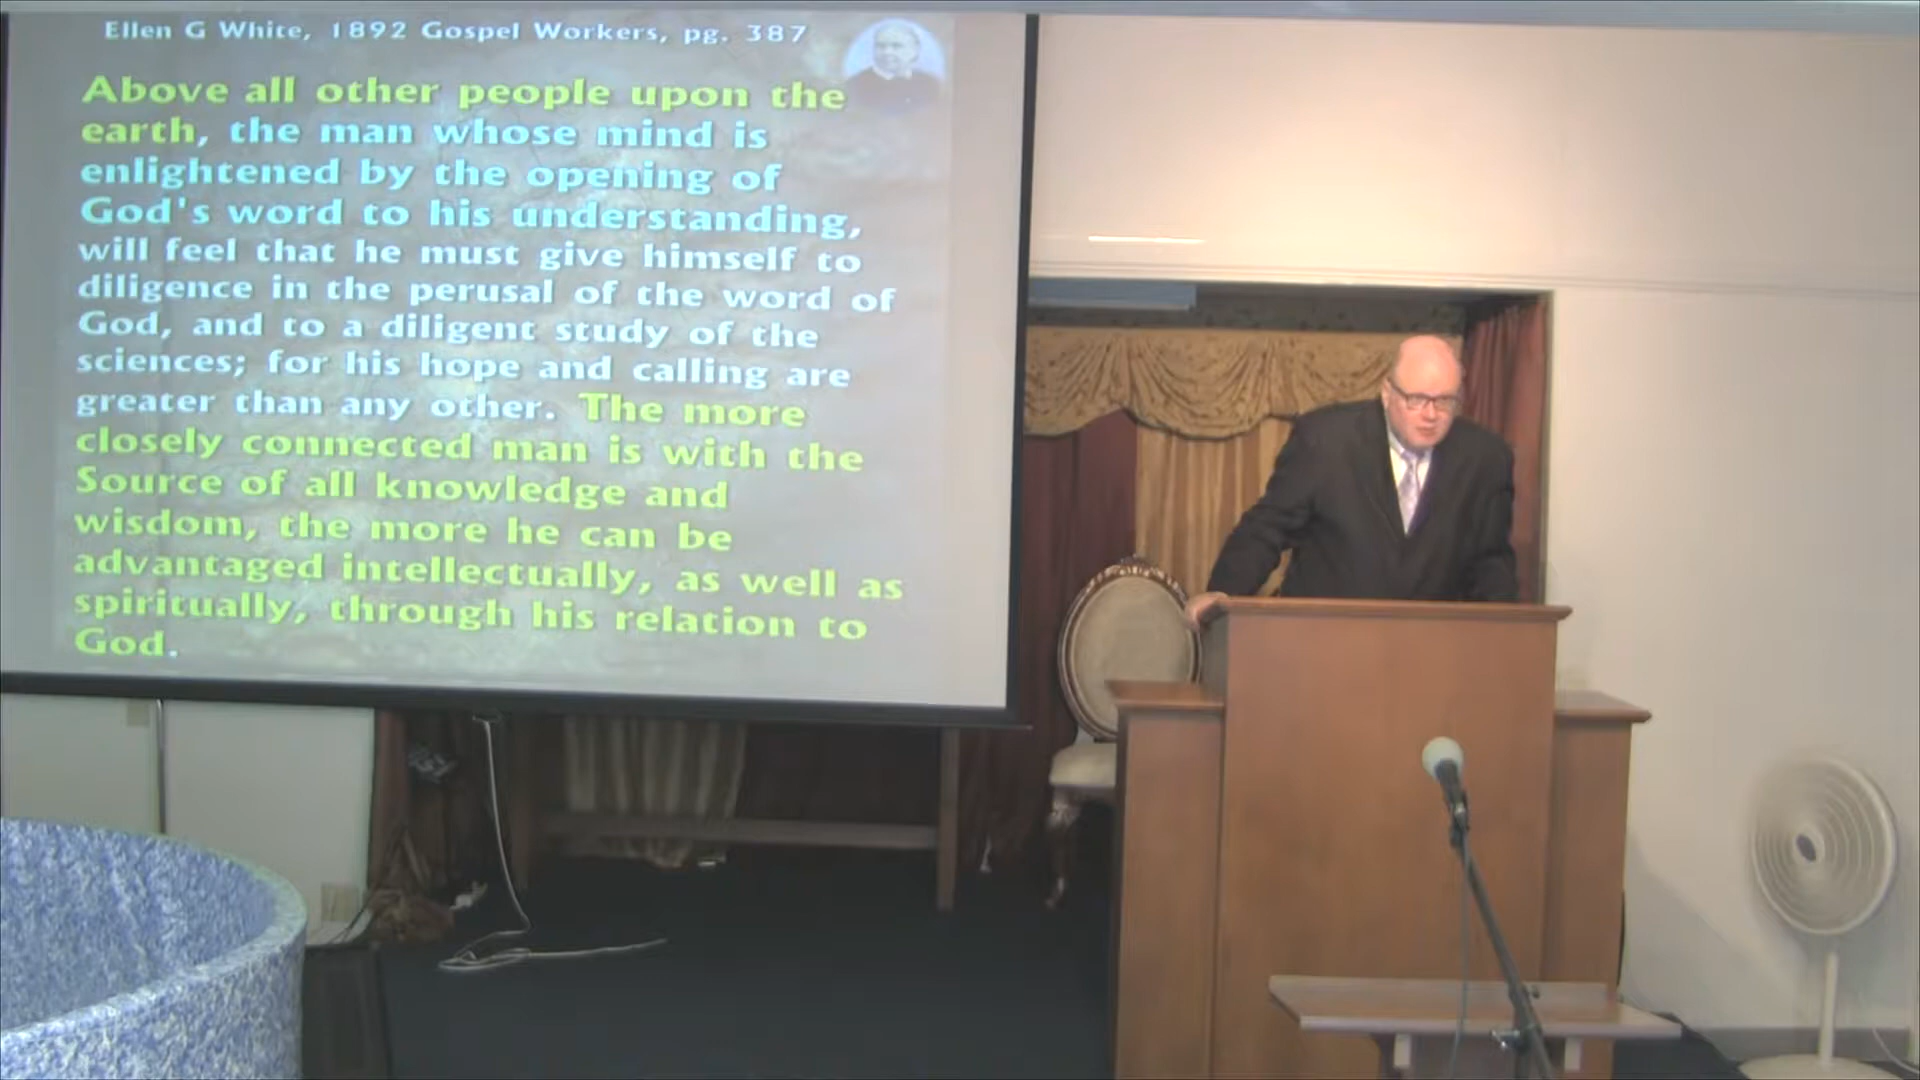 Ellen G White, 1892 Gospel Workers, pg. 387
Above all other people upon the
earth, the man whose mind is
enlightened by the opening of
God's word to his understanding,
will feel that he must give himself to
diligence in the perusal of the word of
God, and to a diligent study of the
sciences; for his hope and calling are
greater than any other. The more
closely connected man is with the
Source of all knowledge and
wisdom, the more he can be
advantaged intellectually, as well as
spiritually, through his relation to
God.